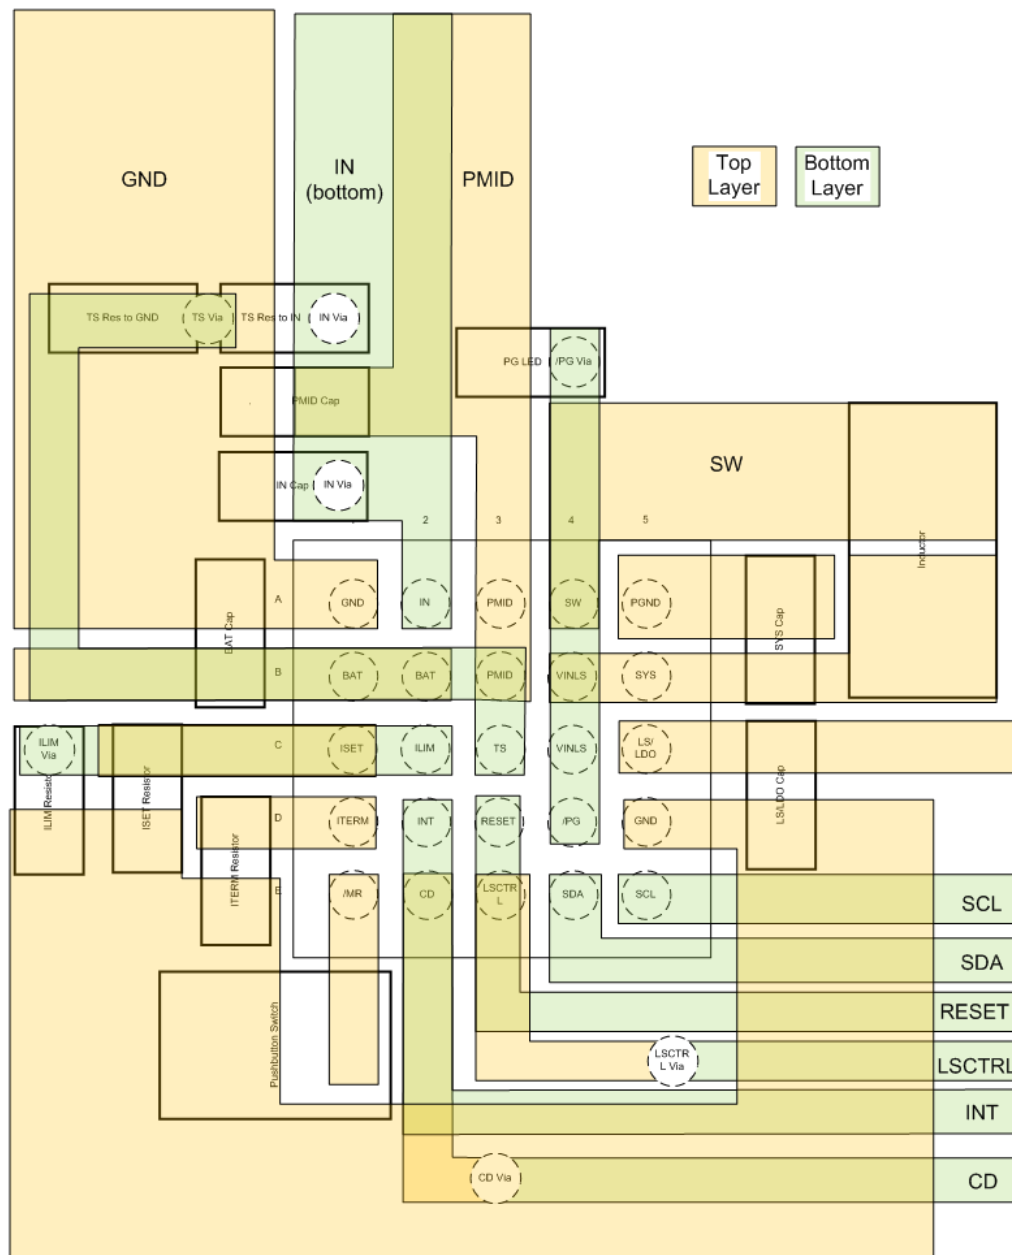 GND
IN
(bottom)
PMID
Top
Layer
Bottom
Layer
TS Res to GND
TS Via
TS Res to IN
IN Via
PG LED
/PG Via
PMID Cap
SW
IN Cap
IN Via
2
3
4
5
Inductor
A
GND
IN
PMID
SW
PGND
BAT Cap
SYS Cap
B
BAT
BAT
PMID
VINLS
SYS
ILIM
Via
C
ISET
ILIM
TS
VINLS
LS/
LDO
ILIM Resistor
ISET Resistor
LS/LDO Cap
D
ITERM
INT
RESET
/PG
GND
ITERM Resistor
E
/MR
CD
LSCTR
L
SDA
SCL
SCL
SDA
RESET
Pushbutton Switch
LSCTR
L Via
LSCTRL
INT
CD Via
CD